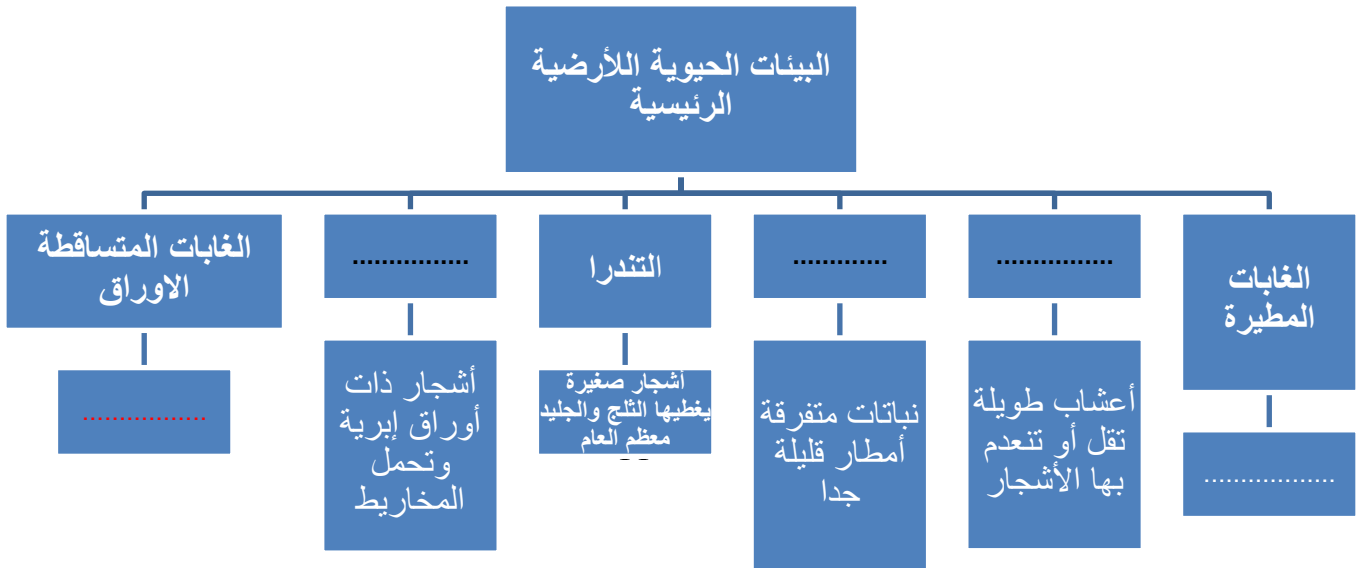 البيئات الحيوية اللأرضية
الرئيسية
الغابات
المطيرة
................
.............
التندرا
................
الغابات المتساقطة
الاوراق
..................
أعشاب طويلة
تقل أو تنعدم
بها الأشجار
نباتات متفرقة
أمطار قليلة
جدا
أشجار صغيرة
يغطيها الثلج والجليد
معظم العام
أشجار ذات
أوراق إبرية
وتحمل
المخاريط
.................